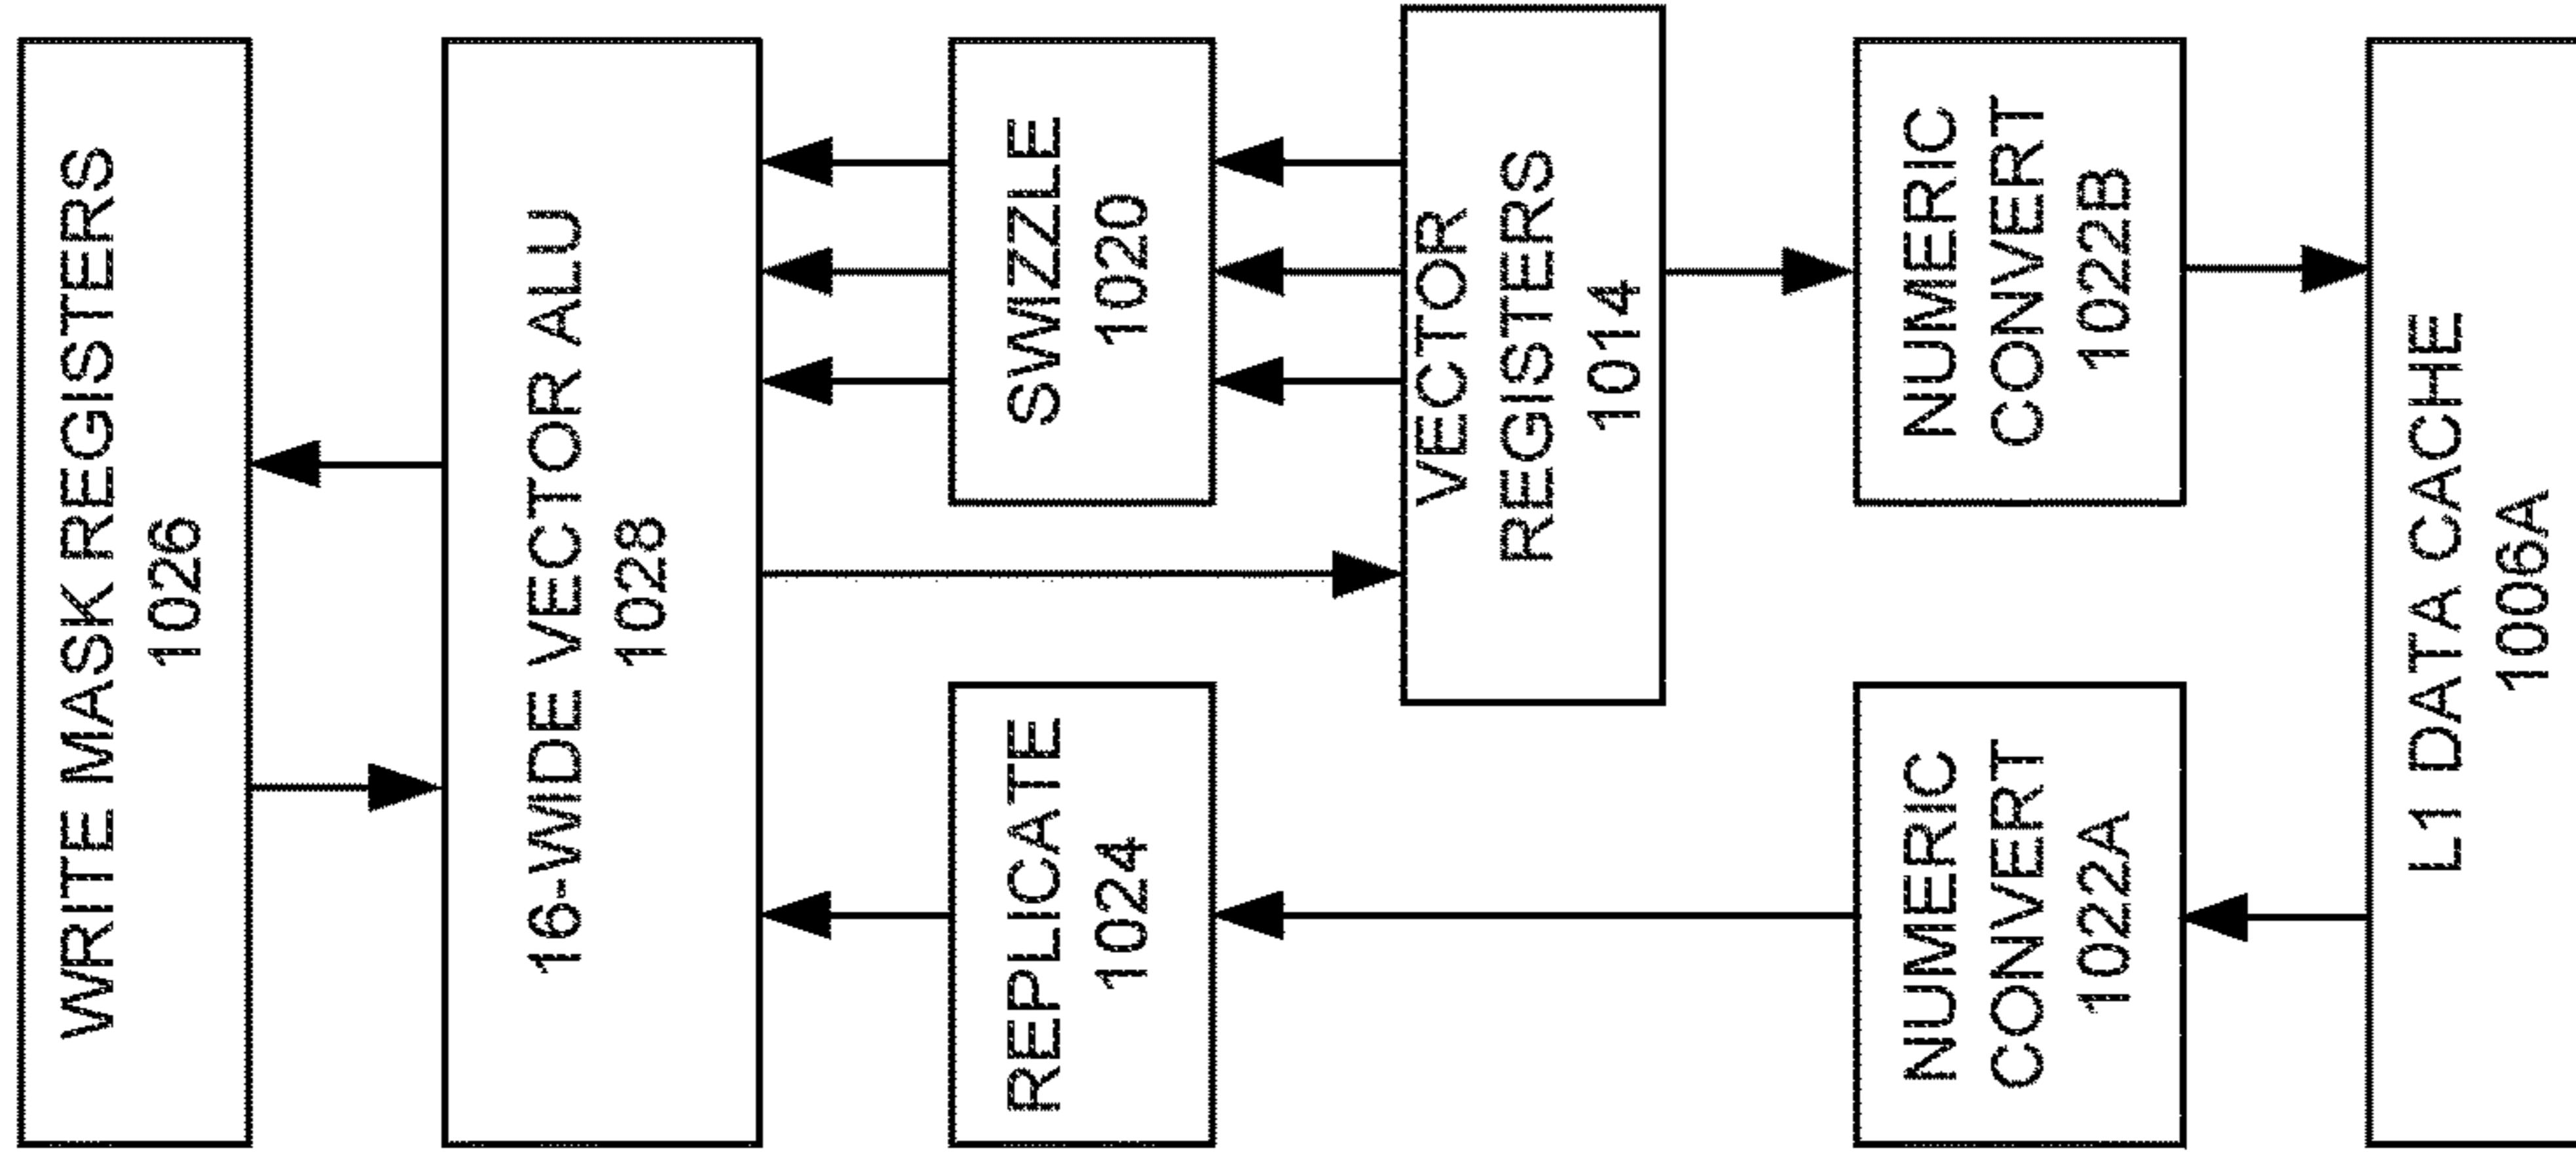 WRITE MASK REGISTERS
1026
16-WIDE VECTOR ALU
1028
REPLICATE
1024
SWIZZLE
1020
VECTOR
REGISTERS
1014
NUMERIC
CONVERT
1022A
NUMERIC
CONVERT
1022B
L1 DATA CACHE
1006A